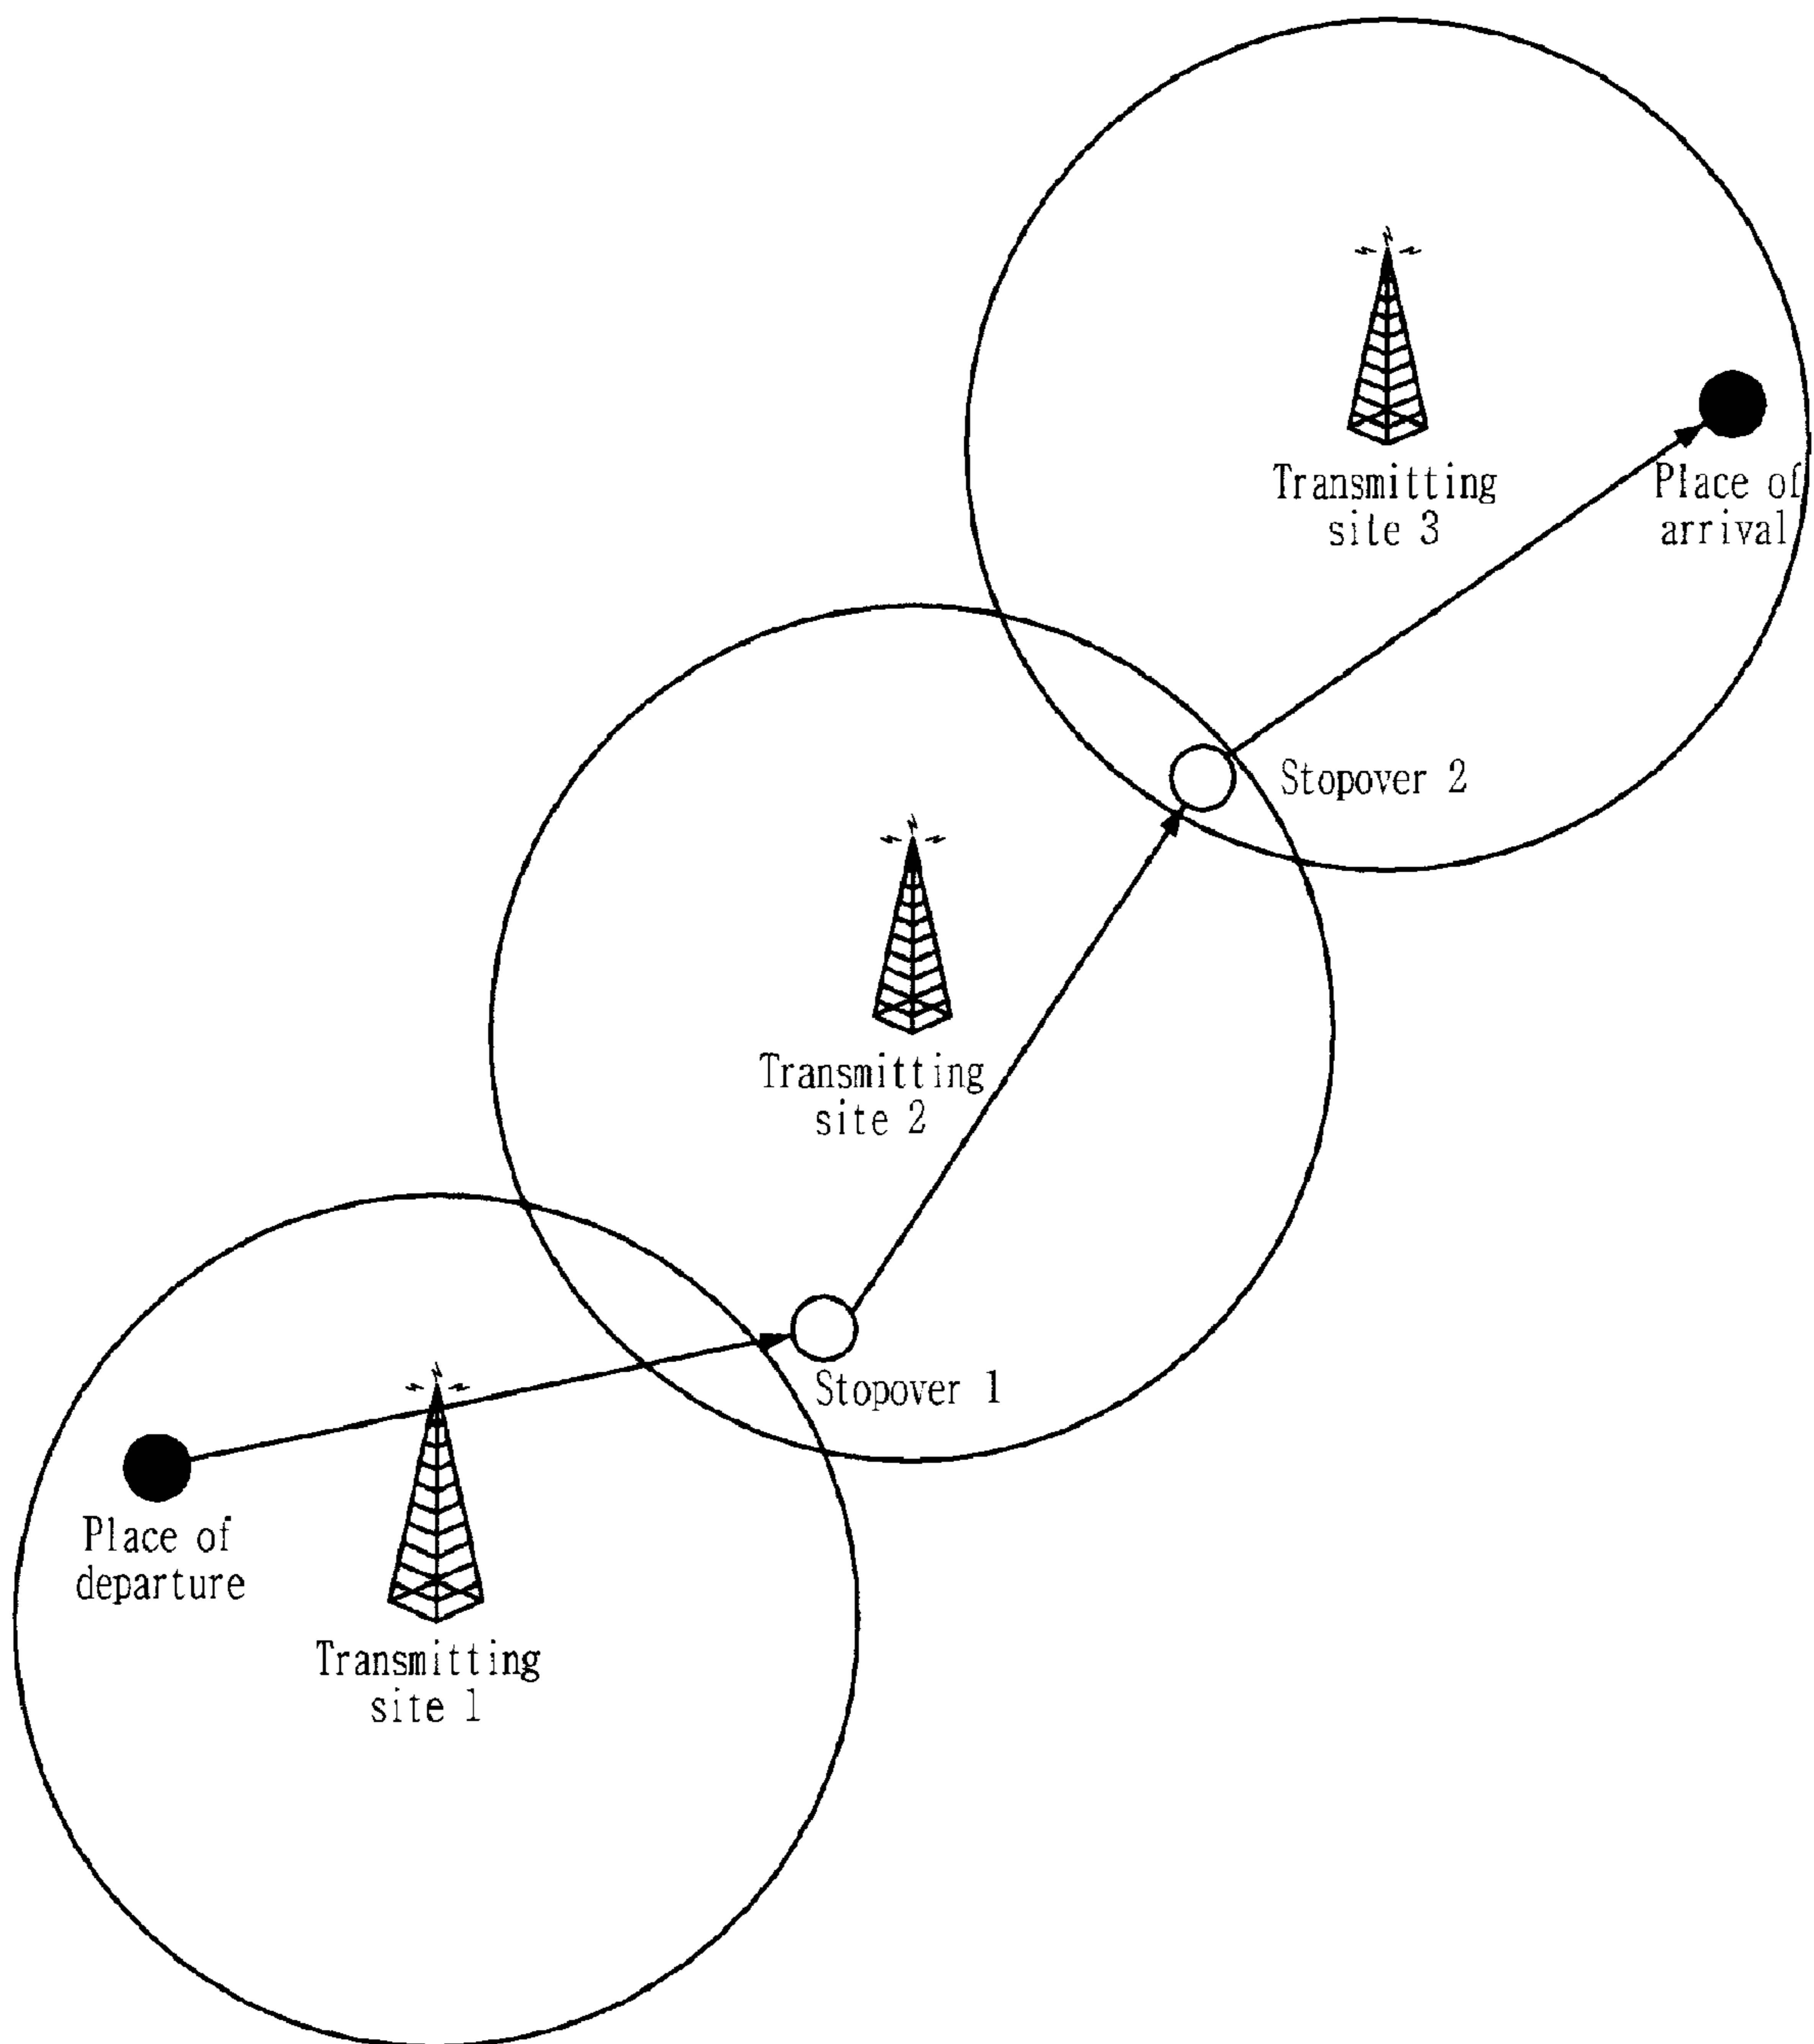 Transmitting
site 3
Place of
arrival
Stopover 2
Transmitting
site 2
Stopover 1
Place of
departure
Transmitting
site 1